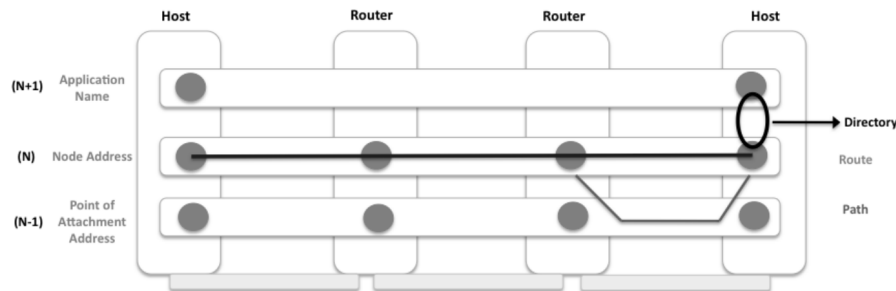 Host Router Router Host
(N+1) Application
Name
Directory
(N) Node Address Route
Point of
(N-1) Attachment Path
Address